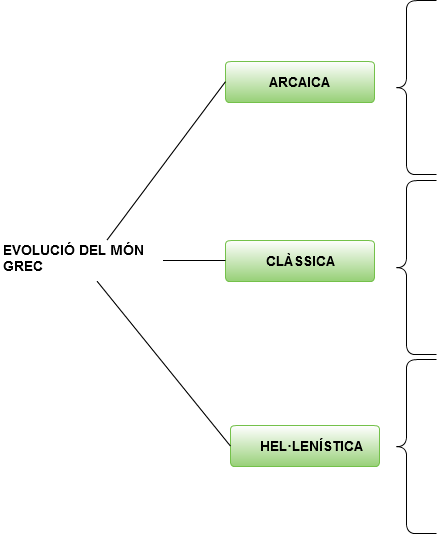 ARCAICA
EVOLUCIÓ DEL MÓN
GREC
CLÀSSICA
HEL·LENÍSTICA